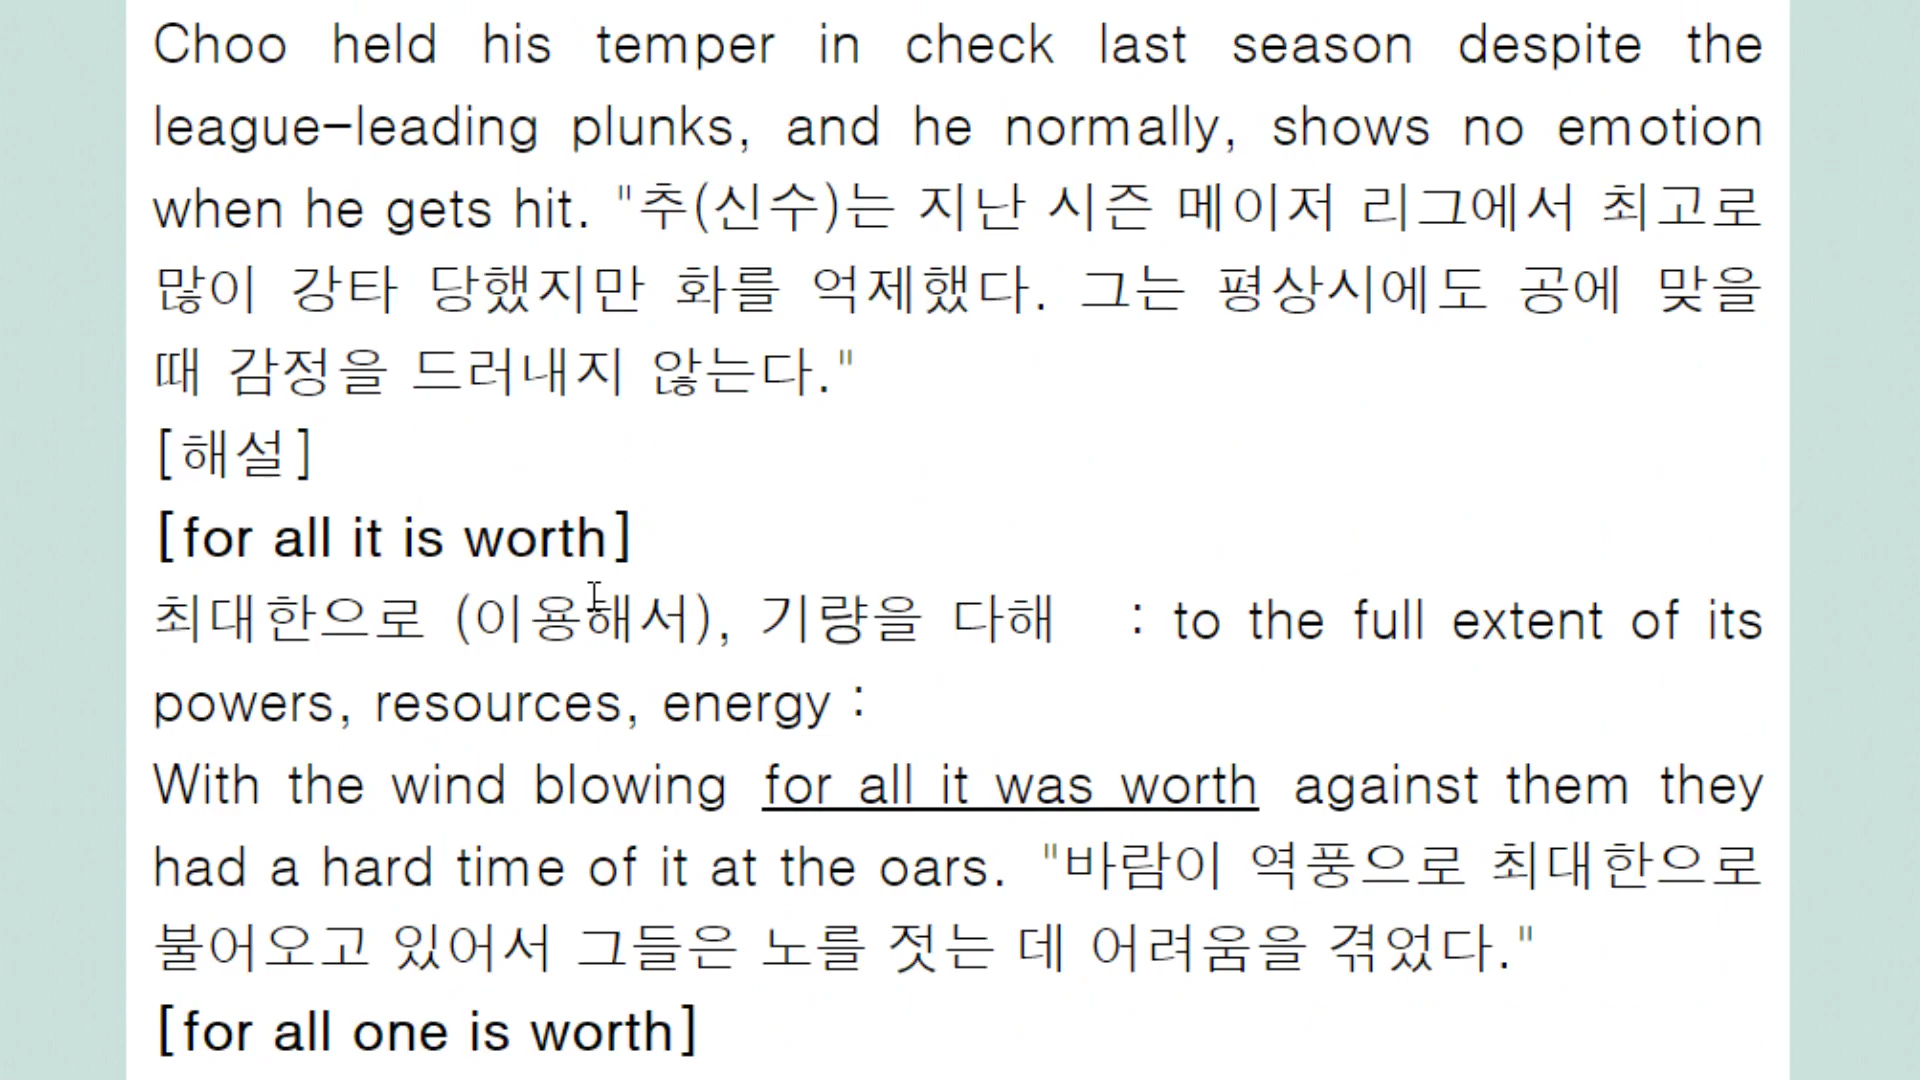 Choo held his temper in check last season despite the
league-leading plunks, and he normally, shows no emotion
when he gets hit. "추(신수)는 지난 시즌 메이저 리그에서 최고로
많이 강타 당했지만 화를 억제했다. 그는 평상시에도 공에 맞을
때 감정을 드러내지 않는다."
[해설]
[for all it is worth]
최대한으로 (이용해서), 기량을 다해 : to the full extent of its
powers, resources, energy :
With the wind blowing for all it was worth against them they
had a hard time of it at the oars. "바람이 역풍으로 최대한으로
불어오고 있어서 그들은 노를 젓는 데 어려움을 겪었다."
[for all one is worth]